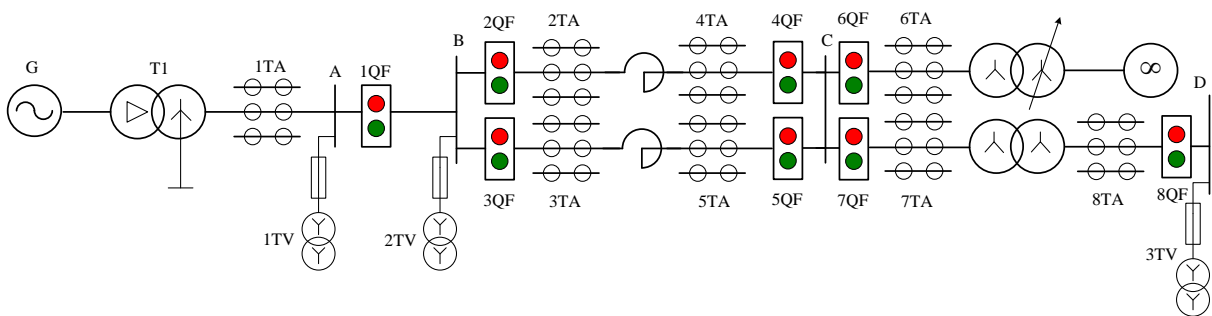 2QF 2TA 4TA 4QF 6QF 6TA
G T1 1TA A 1QF B C D
∞
3QF 3TA 5TA 5QF 7QF 7TA 8TA 8QF
1TV 2TV 3TV